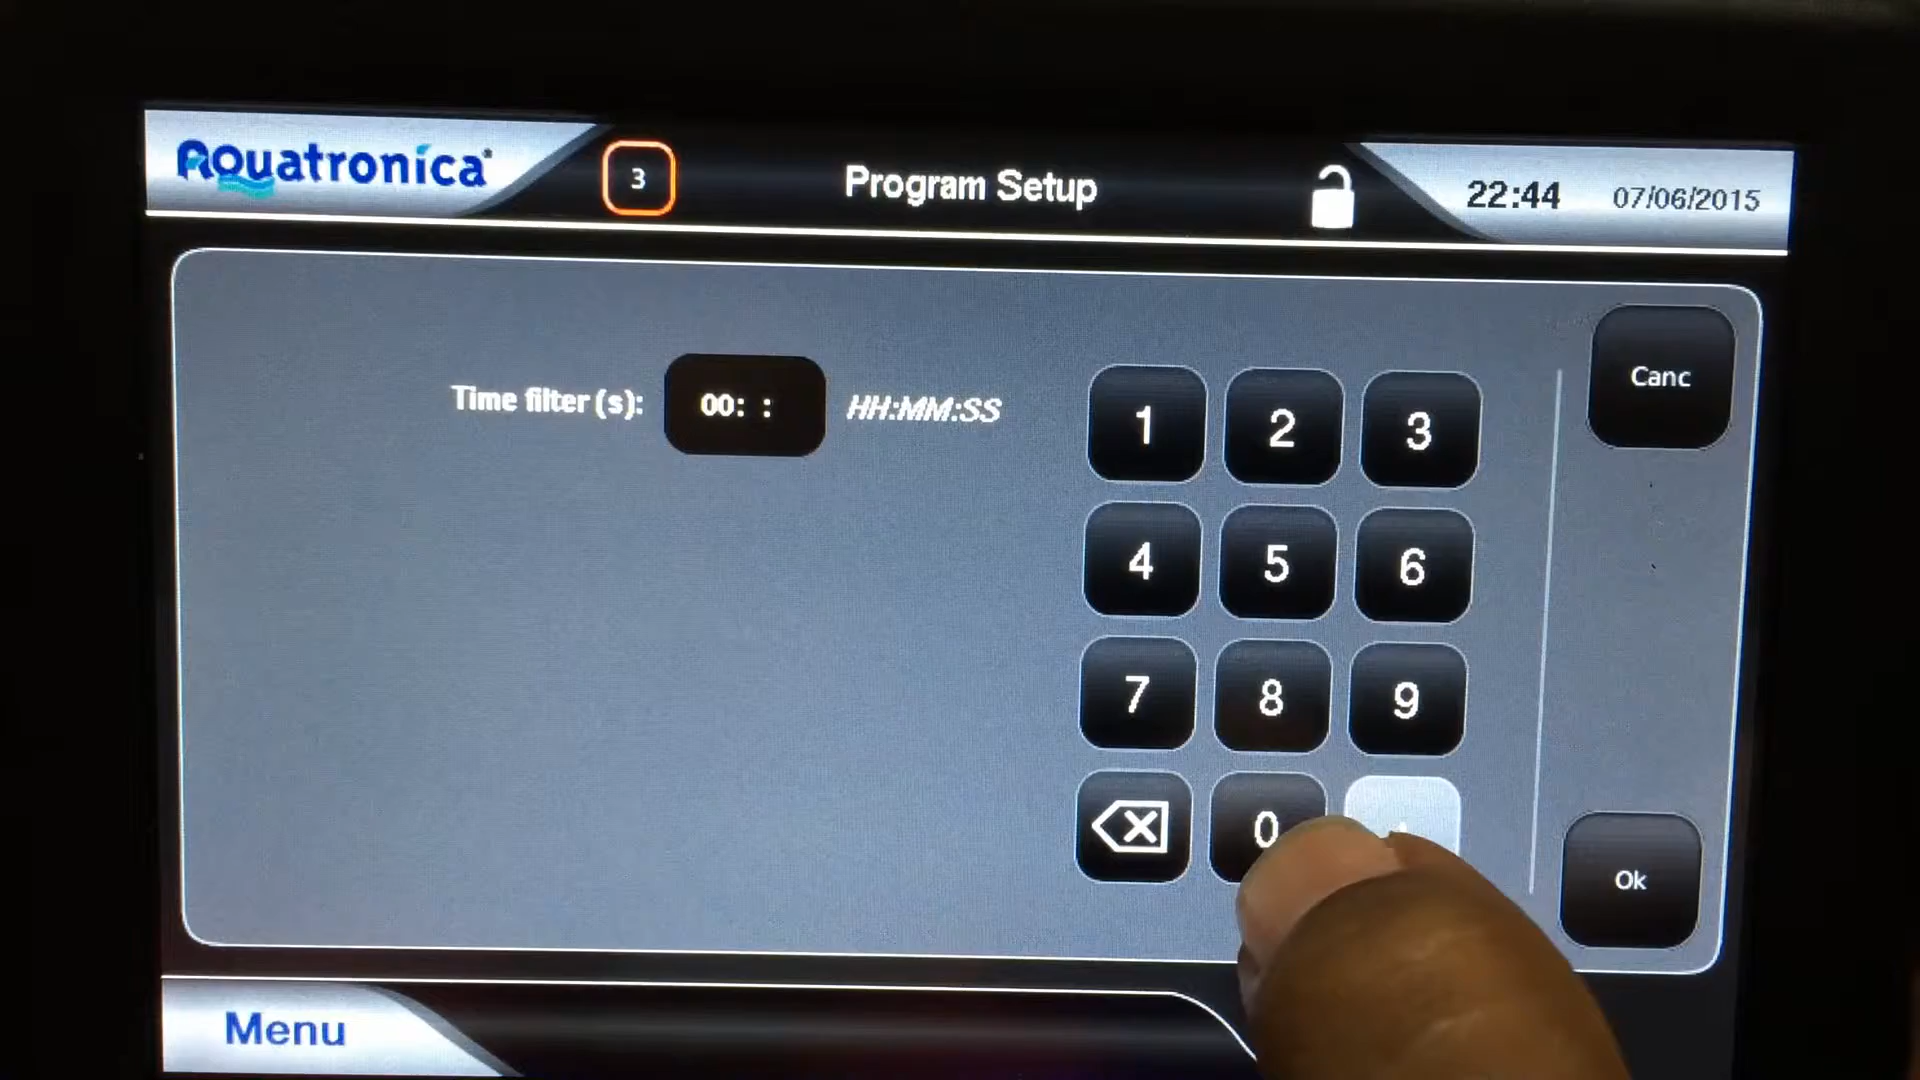 Aquatronica®
3
Program Setup
22:44
07/06/2015
Time filter (s):
00: :
HH:MM:SS
1
2
3
Canc
4
5
6
7
8
9
0
Ok
Menu